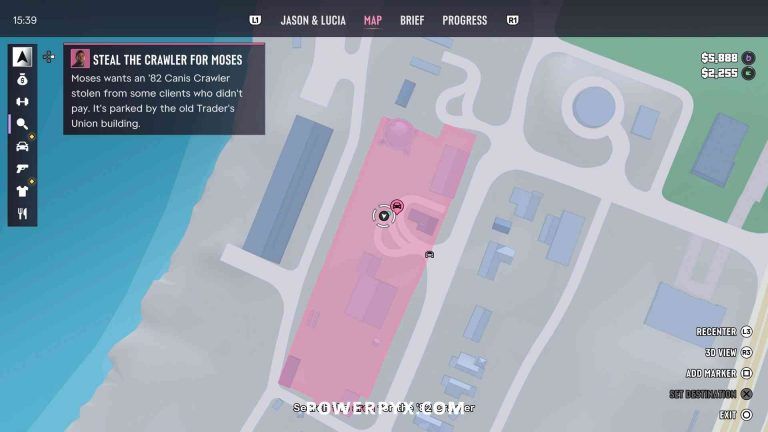 15:39
L1 JASON & LUCIA MAP BRIEF PROGRESS R1
STEAL THE CRAWLER FOR MOSES
Moses wants an '82 Canis Crawler
stolen from some clients who didn't
pay. It's parked by the old Trader's
Union building.
$5,888
$2,255
RECENTER L3
3D VIEW R3
ADD MARKER
SET DESTINATION
EXIT
Crawler